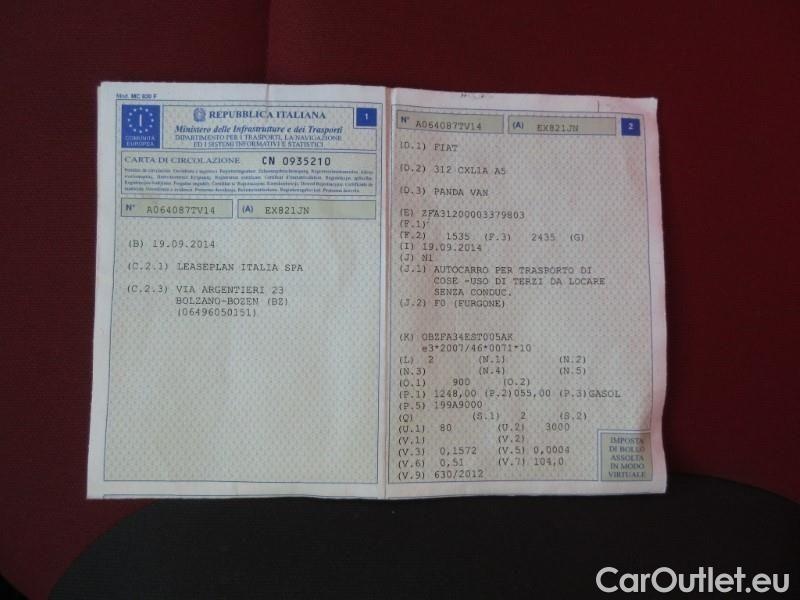 Mod. MC 820 F
I
COMUNITÀ
EUROPEA
REPUBBLICA ITALIANA
1
Ministero delle Infrastrutture e dei Trasporti
DIPARTIMENTO PER I TRASPORTI, LA NAVIGAZIONE
ED I SISTEMI INFORMATIVI E STATISTICI
CARTA DI CIRCOLAZIONE CN 0935210
N° A064087TV14 (A) EX821JN
(B) 19.09.2014
(C.2.1) LEASEPLAN ITALIA SPA
(C.2.3) VIA ARGENTIERI 23
BOLZANO-BOZEN (BZ)
(06496050151)
N° A064087TV14 (A) EX821JN 2
(D.1) FIAT
(D.2) 312 CXL1A A5
(D.3) PANDA VAN
(E) ZFA31200003379803
(F.1)
(F.2) 1535 (F.3) 2435 (G)
(I) 19.09.2014
(J) N1
(J.1) AUTOCARRO PER TRASPORTO DI
COSE -USO DI TERZI DA LOCARE
SENZA CONDUC.
(J.2) F0 (FURGONE)
(K) OBZFA34EST005AK
e3*2007/46*0071*10
(L) 2 (N.1) (N.2)
(N.3) (N.4) (N.5)
(O.1) 900 (O.2)
(P.1) 1248,00 (P.2)055,00 (P.3)GASOL
(P.5) 199A9000
(Q) (S.1) 2 (S.2)
(U.1) 80 (U.2) 3000
(V.1) (V.2)
(V.3) 0,1572 (V.5) 0,0004
(V.6) 0,51 (V.7) 104,0
(V.9) 630/2012
IMPOSTA
DI BOLLO
ASSOLTA
IN MODO
VIRTUALE
CarOutlet.eu